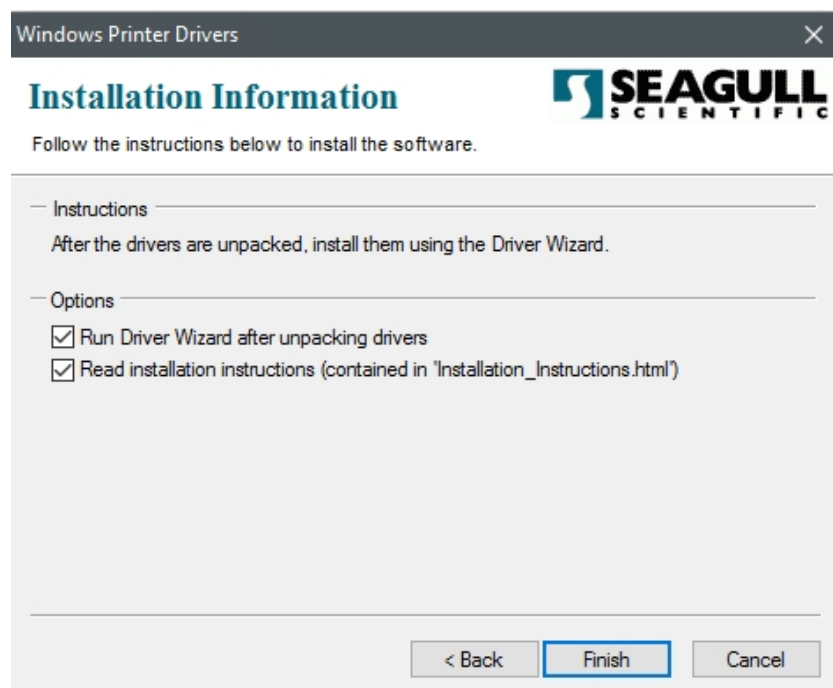 Windows Printer Drivers
Installation Information
SEAGULL
SCIENTIFIC
Follow the instructions below to install the software.
Instructions
After the drivers are unpacked, install them using the Driver Wizard.
Options
Run Driver Wizard after unpacking drivers
Read installation instructions (contained in 'Installation_Instructions.html')
< Back Finish Cancel